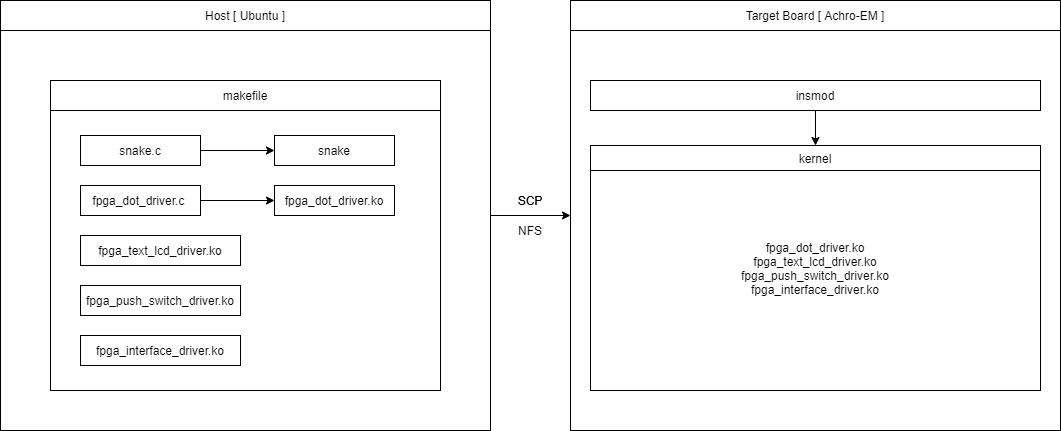 Host [ Ubuntu ]
makefile
snake.c
snake
fpga_dot_driver.c
fpga_dot_driver.ko
fpga_text_lcd_driver.ko
fpga_push_switch_driver.ko
fpga_interface_driver.ko
SCP
NFS
Target Board [ Achro-EM ]
insmod
kernel
fpga_dot_driver.ko
fpga_text_lcd_driver.ko
fpga_push_switch_driver.ko
fpga_interface_driver.ko